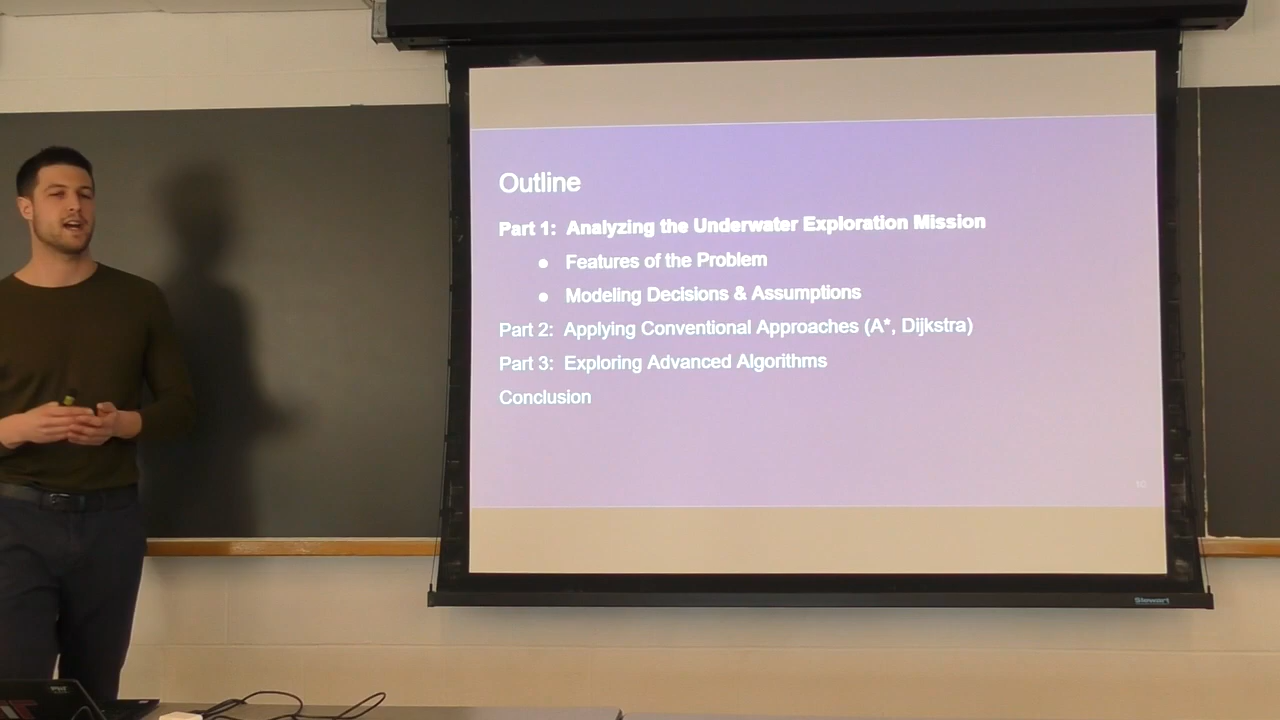 Outline
Part 1: Analyzing the Underwater Exploration Mission
● Features of the Problem
● Modeling Decisions & Assumptions
Part 2: Applying Conventional Approaches (A*, Dijkstra)
Part 3: Exploring Advanced Algorithms
Conclusion
Stewart